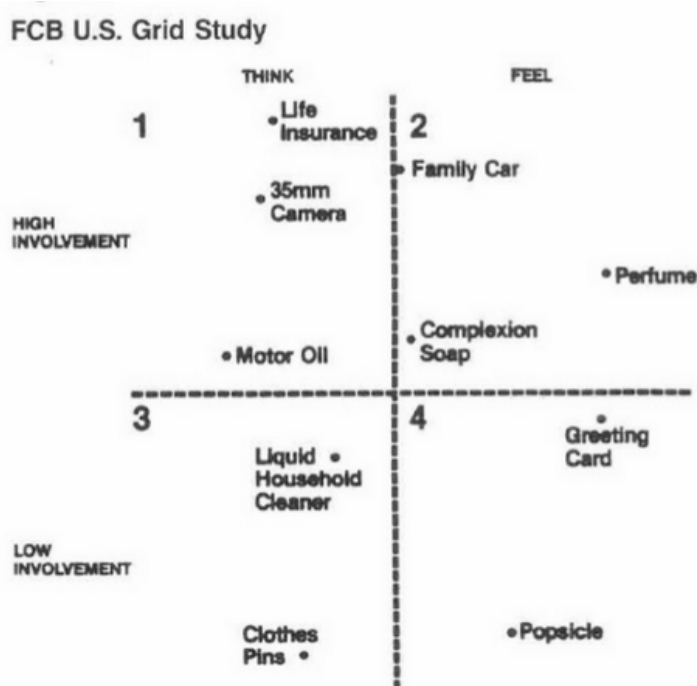 FCB U.S. Grid Study
THINK
FEEL
1
Life
Insurance
2
Family Car
35mm
Camera
HIGH
INVOLVEMENT
Perfume
Complexion
Soap
Motor Oil
3
4
Greeting
Card
Liquid
Household
Cleaner
LOW
INVOLVEMENT
Clothes
Pins
Popsicle